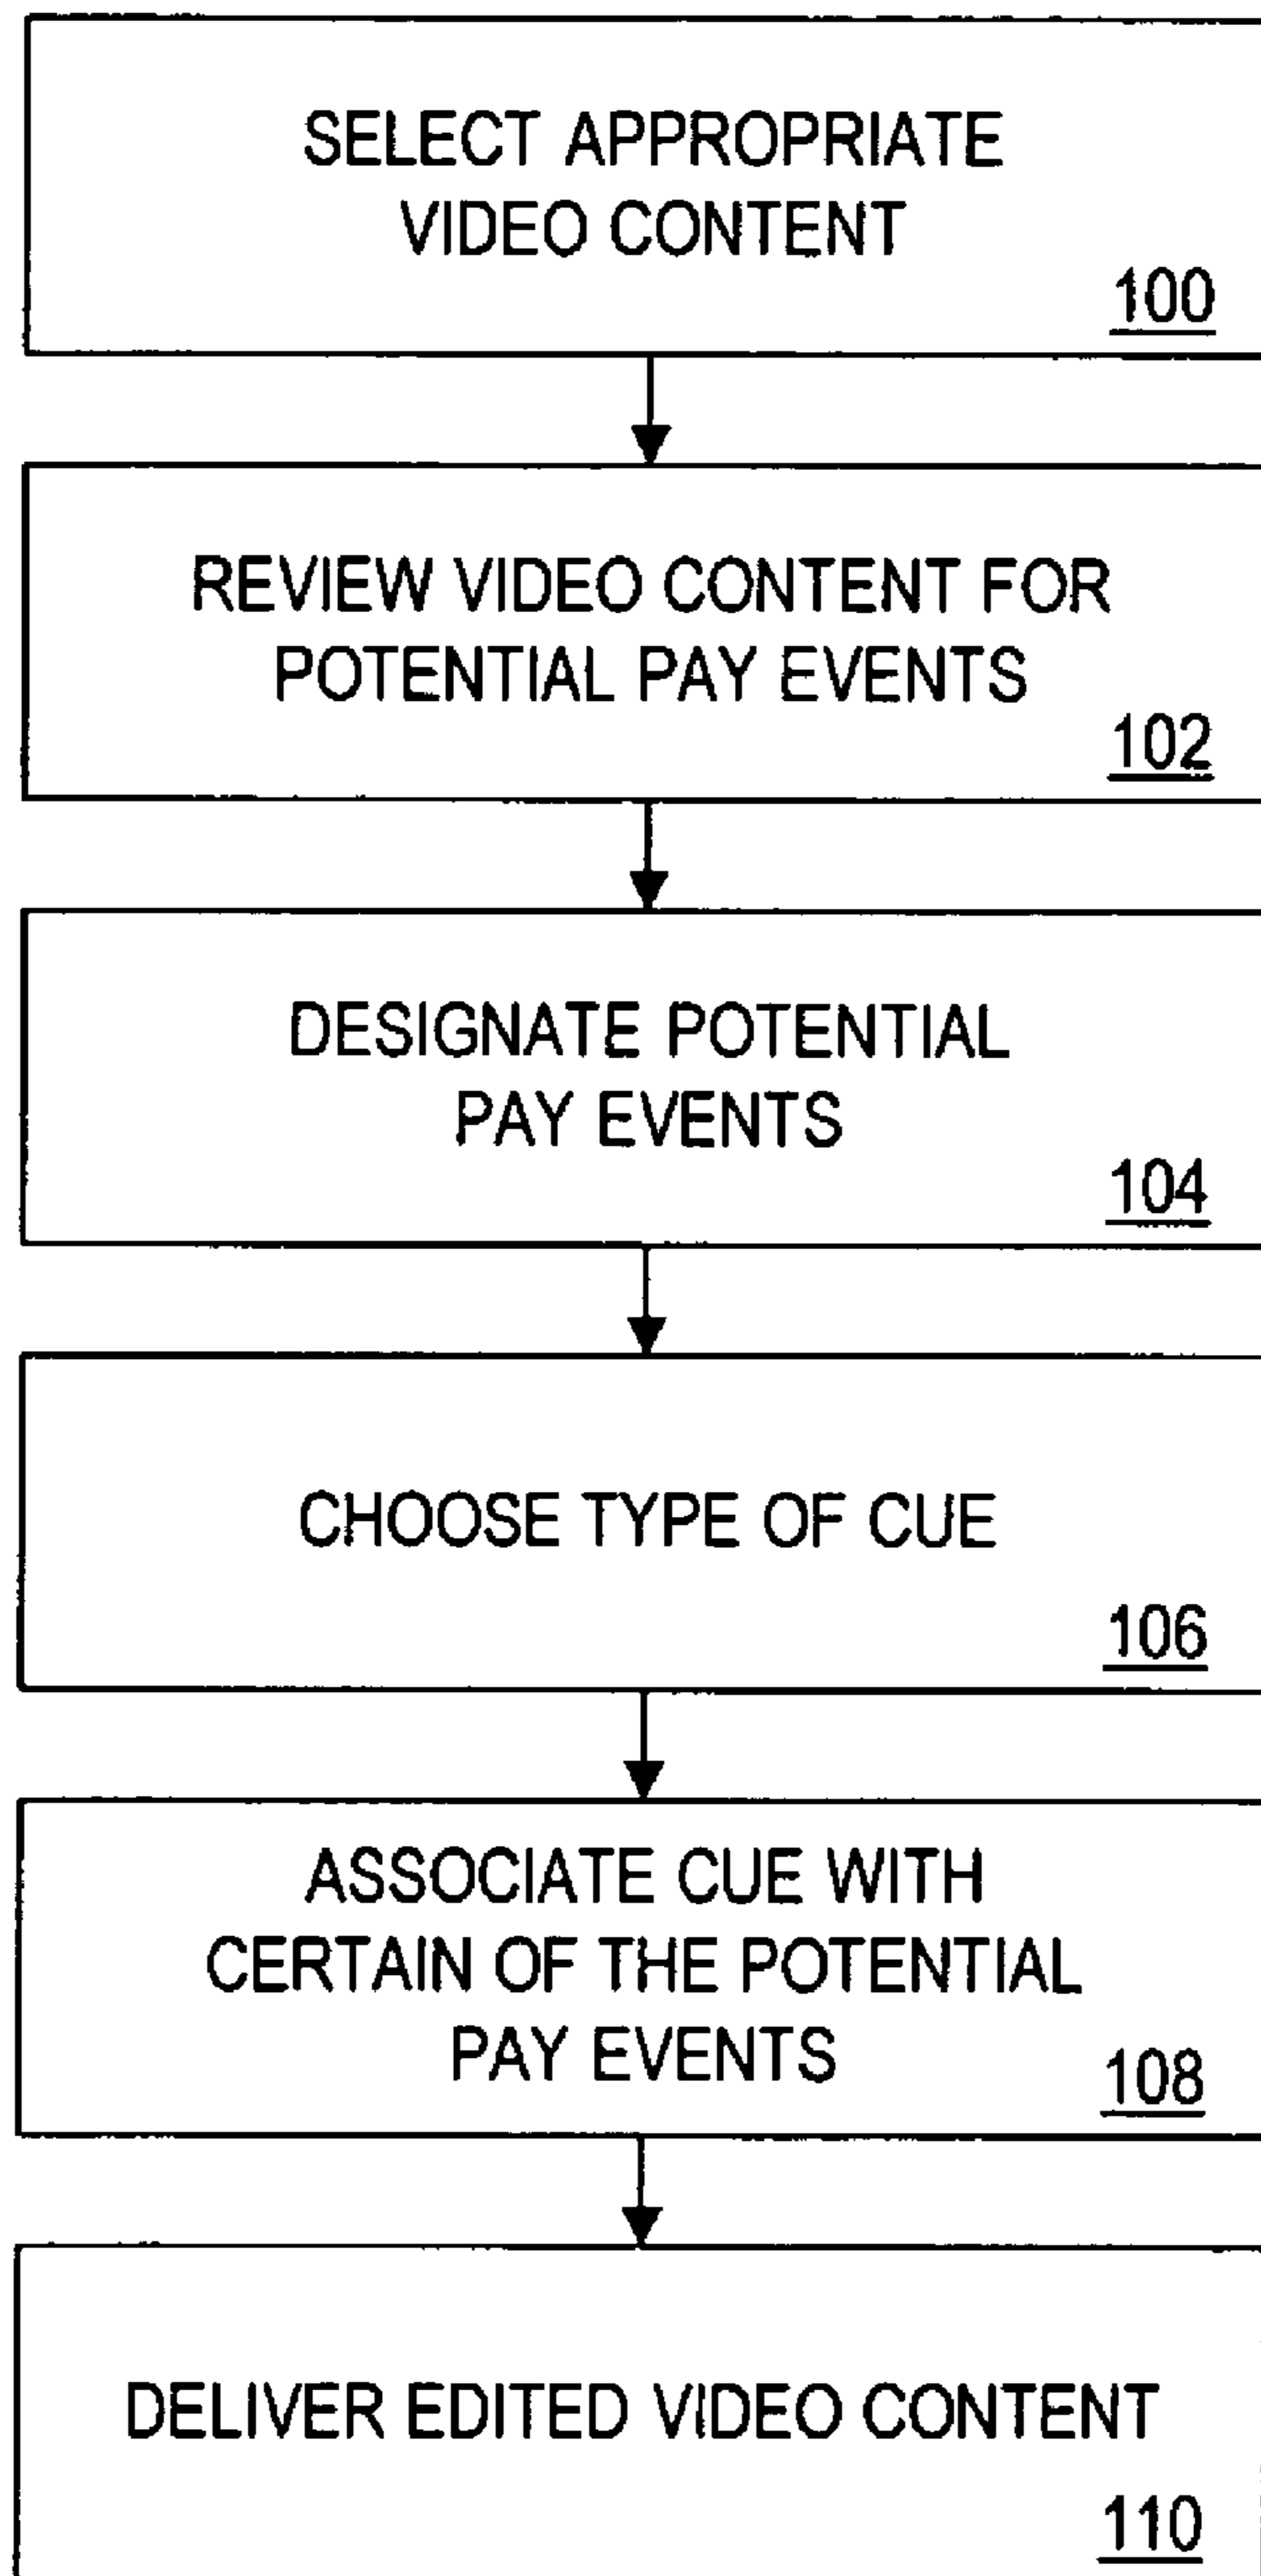 SELECT APPROPRIATE
VIDEO CONTENT
100
REVIEW VIDEO CONTENT FOR
POTENTIAL PAY EVENTS
102
DESIGNATE POTENTIAL
PAY EVENTS
104
CHOOSE TYPE OF CUE
106
ASSOCIATE CUE WITH
CERTAIN OF THE POTENTIAL
PAY EVENTS
108
DELIVER EDITED VIDEO CONTENT
110